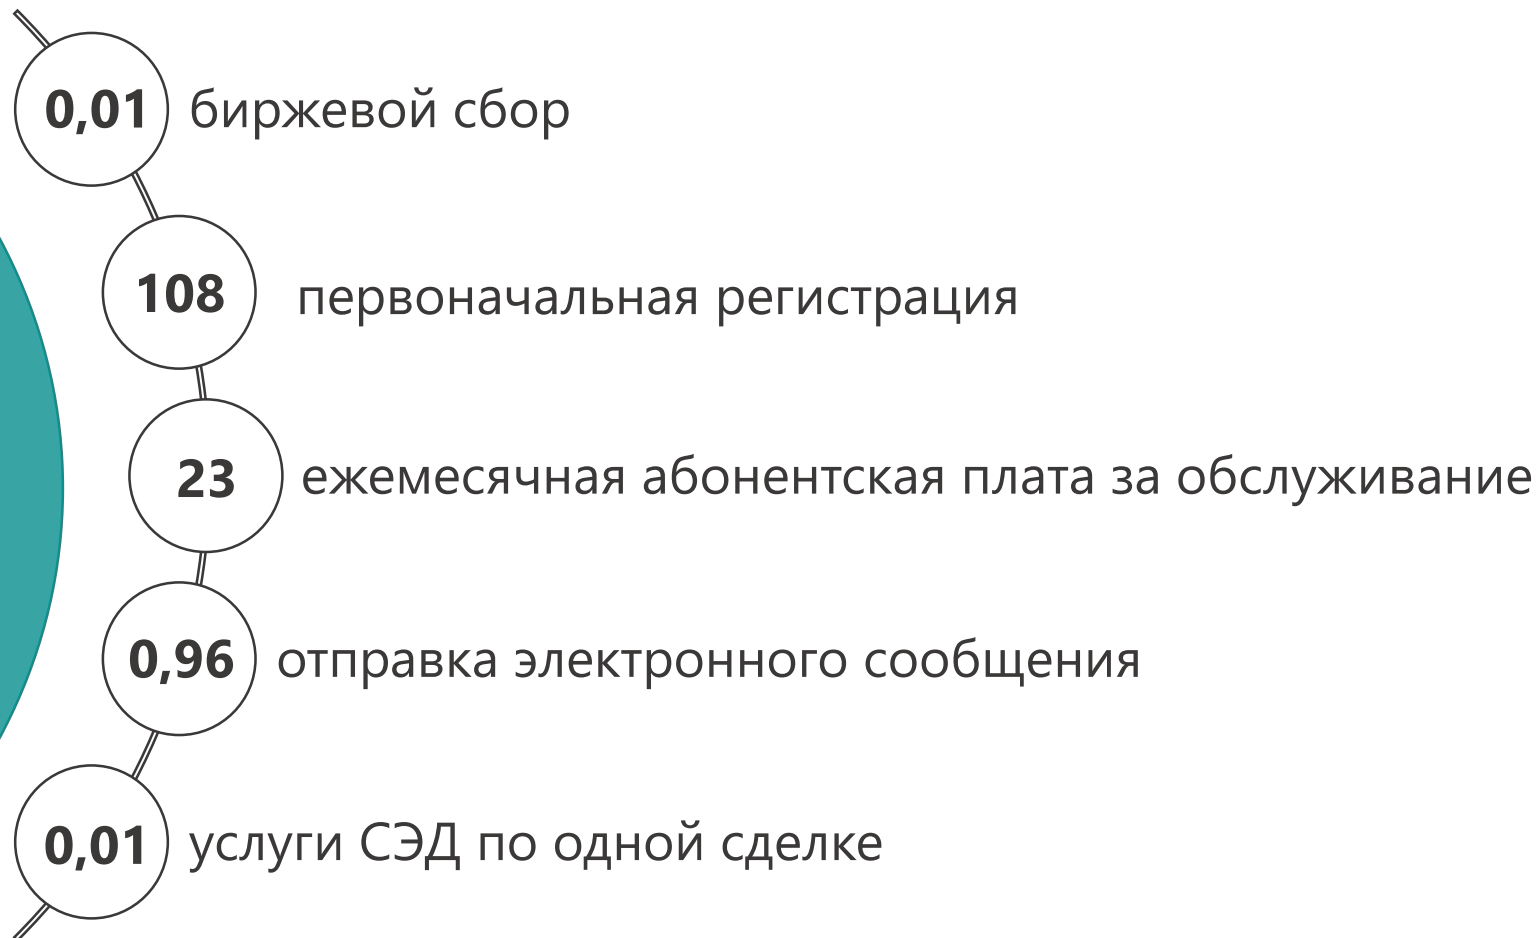 0,01 биржевой сбор
108 первоначальная регистрация
23 ежемесячная абонентская плата за обслуживание
0,96 отправка электронного сообщения
0,01 услуги СЭД по одной сделке